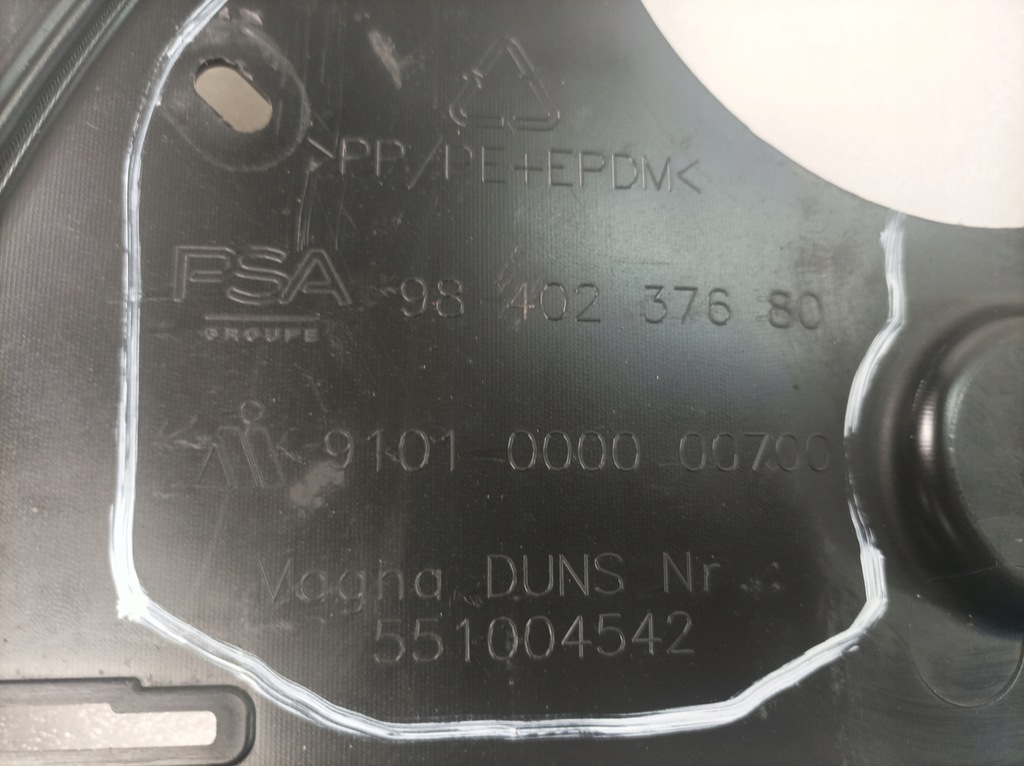 >PP/PE+EPDM<
PSA 98 402 376 80
GROUPE
9101 0000 00700
Magna DUNS Nr :
551004542